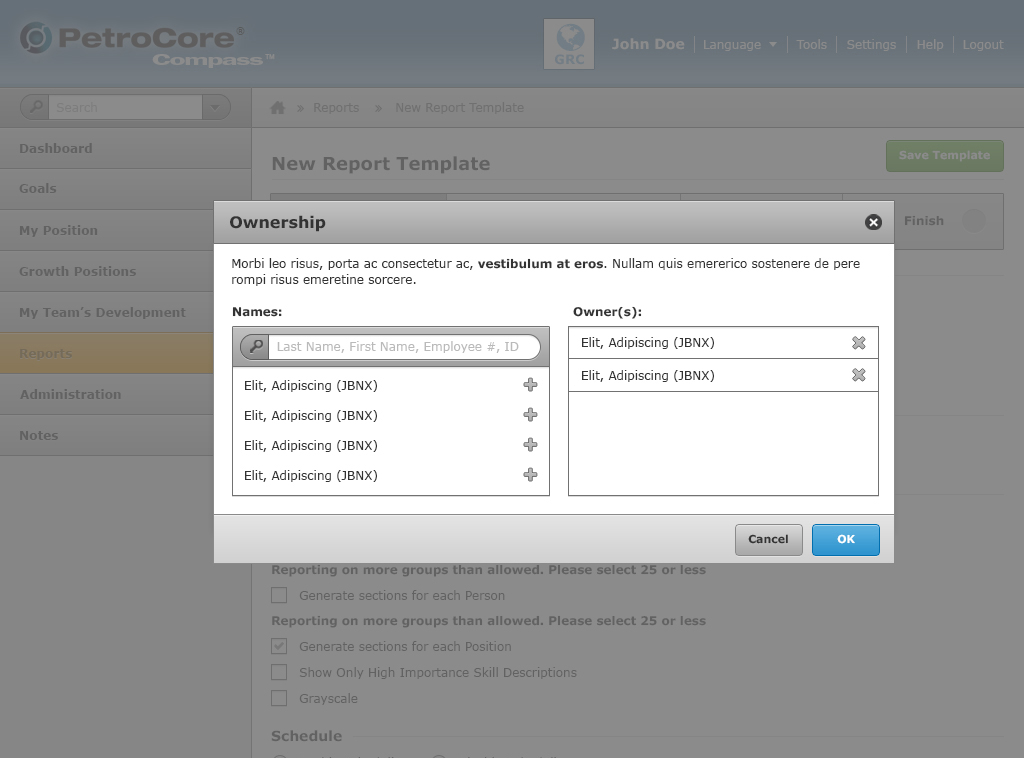 PetroCore®
Compass™
GRC
John Doe
Language
Tools
Settings
Help
Logout
Search
» Reports » New Report Template
Dashboard
Goals
My Position
Growth Positions
My Team's Development
Reports
Administration
Notes
New Report Template
Save Template
Finish
Ownership
Morbi leo risus, porta ac consectetur ac, vestibulum at eros. Nullam quis emererico sostenere de pere
rompi risus emeretine sorcere.
Names:
Last Name, First Name, Employee #, ID
Elit, Adipiscing (JBNX)
Elit, Adipiscing (JBNX)
Elit, Adipiscing (JBNX)
Elit, Adipiscing (JBNX)
Owner(s):
Elit, Adipiscing (JBNX)
Elit, Adipiscing (JBNX)
Cancel
OK
Reporting on more groups than allowed. Please select 25 or less
Generate sections for each Person
Reporting on more groups than allowed. Please select 25 or less
Generate sections for each Position
Show Only High Importance Skill Descriptions
Grayscale
Schedule